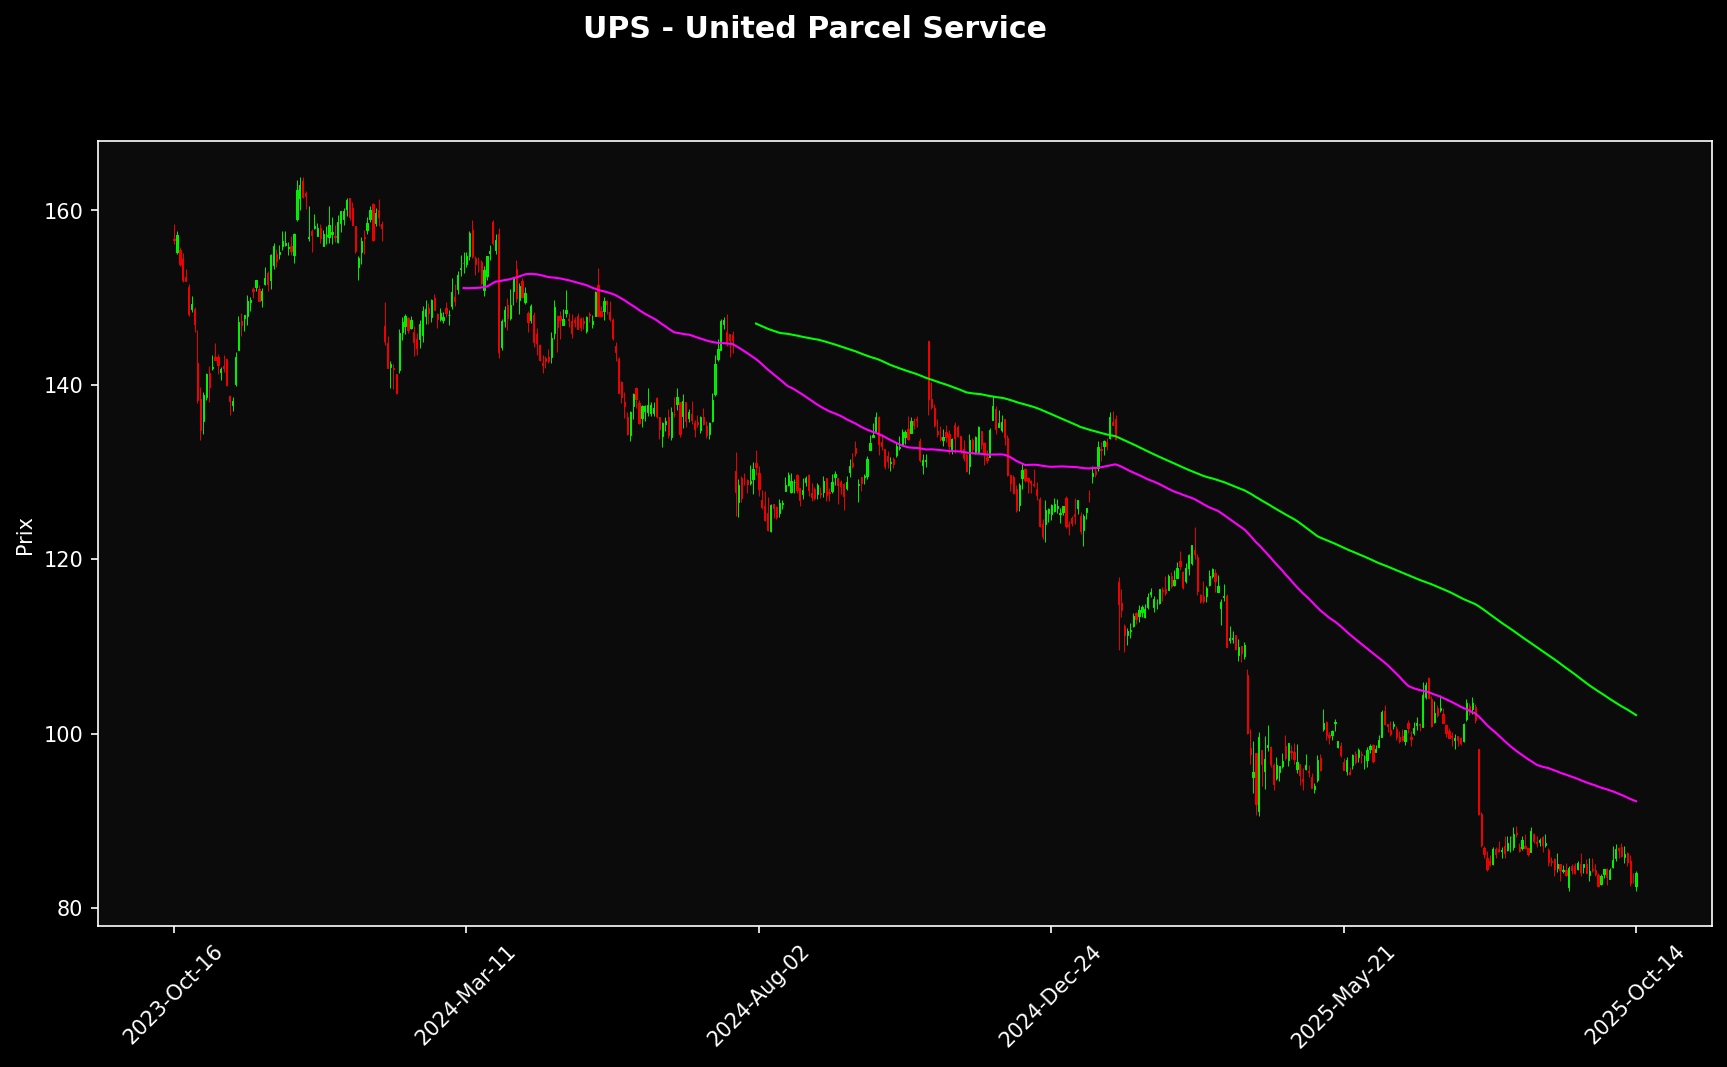 UPS - United Parcel Service
Prix
160
140
120
100
80
2023-Oct-16
2024-Mar-11
2024-Aug-02
2024-Dec-24
2025-May-21
2025-Oct-14